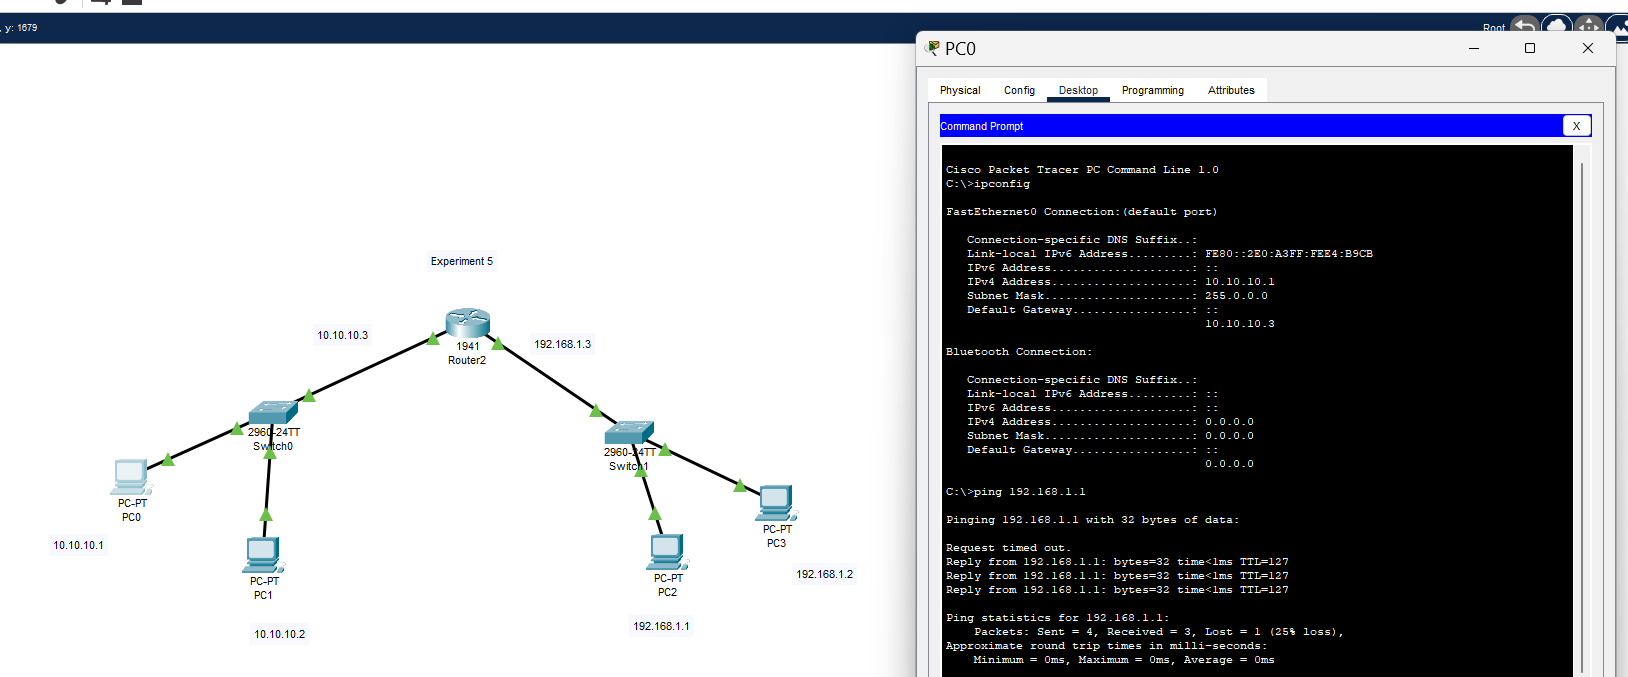 , y: 1679
Root
Experiment 5
10.10.10.3
1941
Router2
192.168.1.3
2960-24TT
Switch0
2960-24TT
Switch1
PC-PT
PC0
10.10.10.1
PC-PT
PC1
10.10.10.2
PC-PT
PC2
192.168.1.1
PC-PT
PC3
192.168.1.2
PC0
Physical Config Desktop Programming Attributes
Command Prompt X
Cisco Packet Tracer PC Command Line 1.0
C:\>ipconfig
FastEthernet0 Connection:(default port)
Connection-specific DNS Suffix..:
Link-local IPv6 Address.........: FE80::2E0:A3FF:FEE4:B9CB
IPv6 Address....................: ::
IPv4 Address....................: 10.10.10.1
Subnet Mask.....................: 255.0.0.0
Default Gateway.................: ::
10.10.10.3
Bluetooth Connection:
Connection-specific DNS Suffix..:
Link-local IPv6 Address.........: ::
IPv6 Address....................: ::
IPv4 Address....................: 0.0.0.0
Subnet Mask.....................: 0.0.0.0
Default Gateway.................: ::
0.0.0.0
C:\>ping 192.168.1.1
Pinging 192.168.1.1 with 32 bytes of data:
Request timed out.
Reply from 192.168.1.1: bytes=32 time<1ms TTL=127
Reply from 192.168.1.1: bytes=32 time<1ms TTL=127
Reply from 192.168.1.1: bytes=32 time<1ms TTL=127
Ping statistics for 192.168.1.1:
Packets: Sent = 4, Received = 3, Lost = 1 (25% loss),
Approximate round trip times in milli-seconds:
Minimum = 0ms, Maximum = 0ms, Average = 0ms